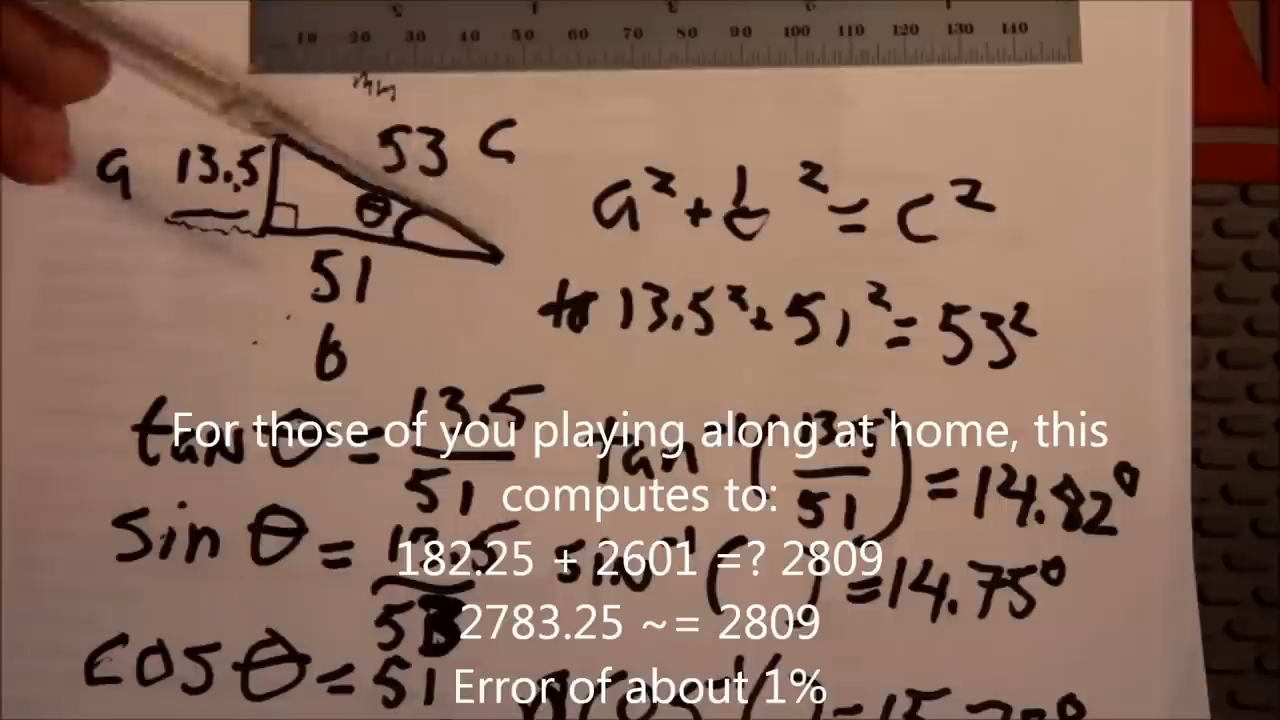 10 20 30 40 50 60 70 80 90 100 110 120 130 140
mm
a 13.5 53 C
θ
51
b
a² + b² = c²
13.5² + 51² = 53²
tan θ = 13.5/51 tan⁻¹(13.5/51) = 14.82°
sin θ = 13.5/53 sin⁻¹( ) = 14.75°
cos θ = 51
For those of you playing along at home, this
computes to:
182.25 + 2601 =? 2809
2783.25 ~= 2809
Error of about 1%